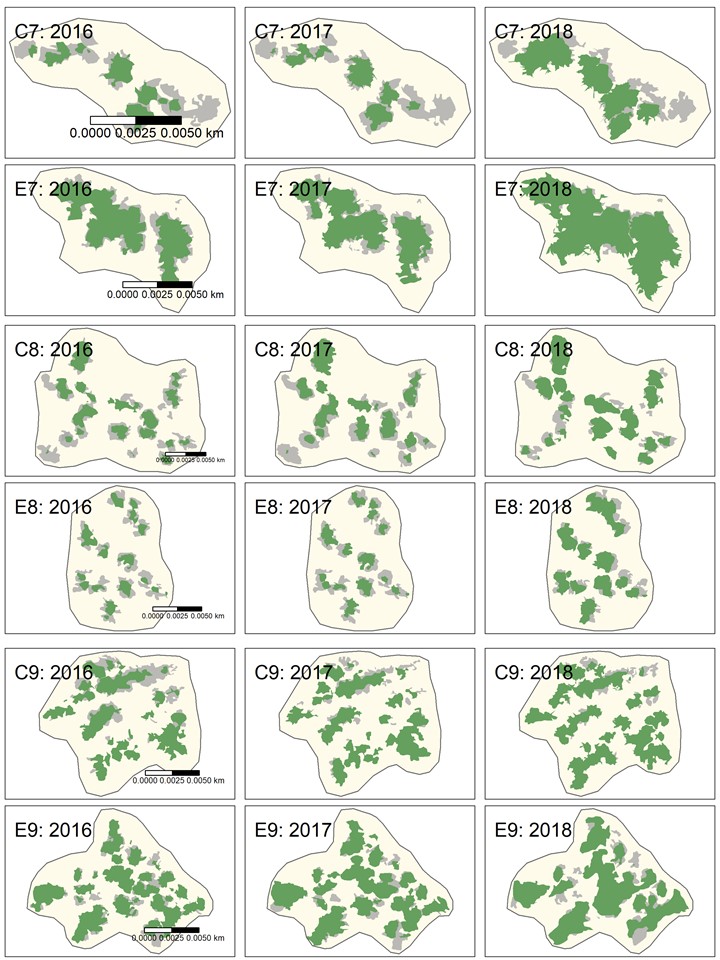 C7: 2016
C7: 2017
C7: 2018
0.0000 0.0025 0.0050 km
E7: 2016
E7: 2017
E7: 2018
0.0000 0.0025 0.0050 km
C8: 2016
C8: 2017
C8: 2018
0.0000 0.0025 0.0050 km
E8: 2016
E8: 2017
E8: 2018
0.0000 0.0025 0.0050 km
C9: 2016
C9: 2017
C9: 2018
0.0000 0.0025 0.0050 km
E9: 2016
E9: 2017
E9: 2018
0.0000 0.0025 0.0050 km